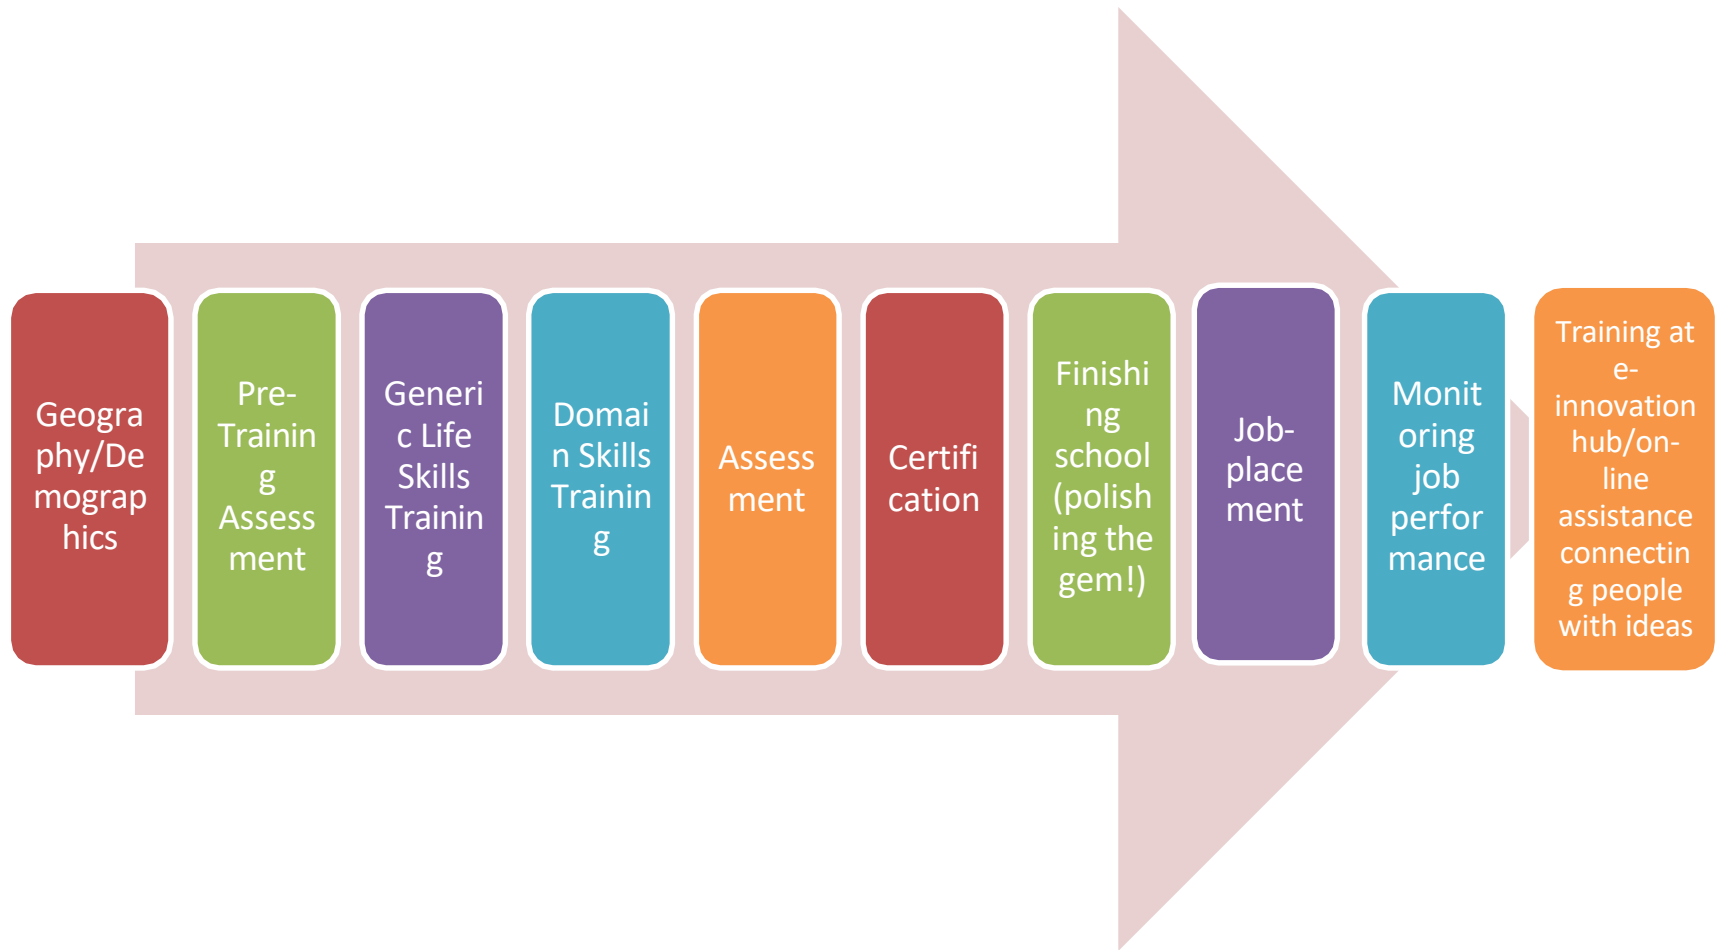 Geogra
phy/De
mograp
hics
Pre-
Trainin
g
Assess
ment
Generi
c Life
Skills
Trainin
g
Domai
n Skills
Trainin
g
Assess
ment
Certifi
cation
Finishi
ng
school
(polish
ing the
gem!)
Job-
place
ment
Monit
oring
job
perfor
mance
Training at
e-
innovation
hub/on-
line
assistance
connectin
g people
with ideas